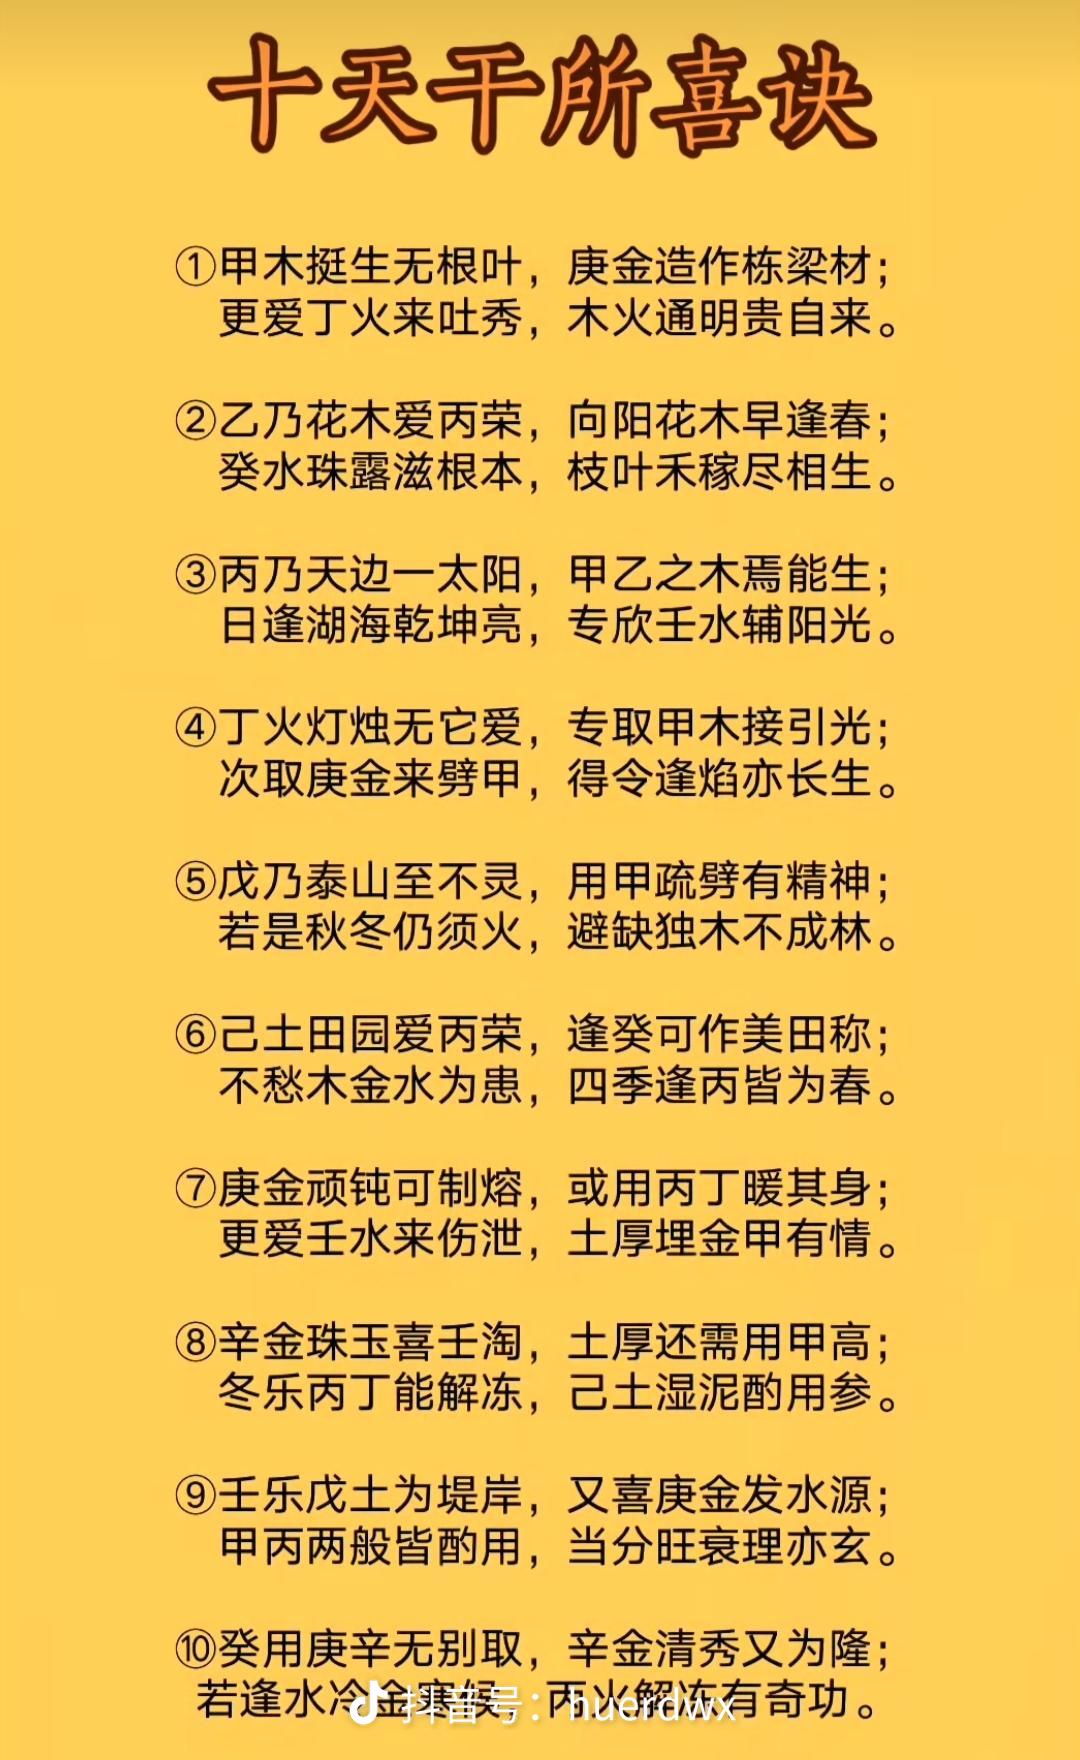 十天干所喜诀
①甲木挺生无根叶，庚金造作栋梁材；
更爱丁火来吐秀，木火通明贵自来。
②乙乃花木爱丙荣，向阳花木早逢春；
癸水珠露滋根本，枝叶禾稼尽相生。
③丙乃天边一太阳，甲乙之木焉能生；
日逢湖海乾坤亮，专欣壬水辅阳光。
④丁火灯烛无它爱，专取甲木接引光；
次取庚金来劈甲，得令逢焰亦长生。
⑤戊乃泰山至不灵，用甲疏劈有精神；
若是秋冬仍须火，避缺独木不成林。
⑥己土田园爱丙荣，逢癸可作美田称；
不愁木金水为患，四季逢丙皆为春。
⑦庚金顽钝可制熔，或用丙丁暖其身；
更爱壬水来伤泄，土厚埋金甲有情。
⑧辛金珠玉喜壬淘，土厚还需用甲高；
冬乐丙丁能解冻，己土湿泥酌用参。
⑨壬乐戊土为堤岸，又喜庚金发水源；
甲丙两般皆酌用，当分旺衰理亦玄。
⑩癸用庚辛无别取，辛金清秀又为隆；
若逢水冷金寒，丙火解冻有奇功。
抖音号：huerdwx